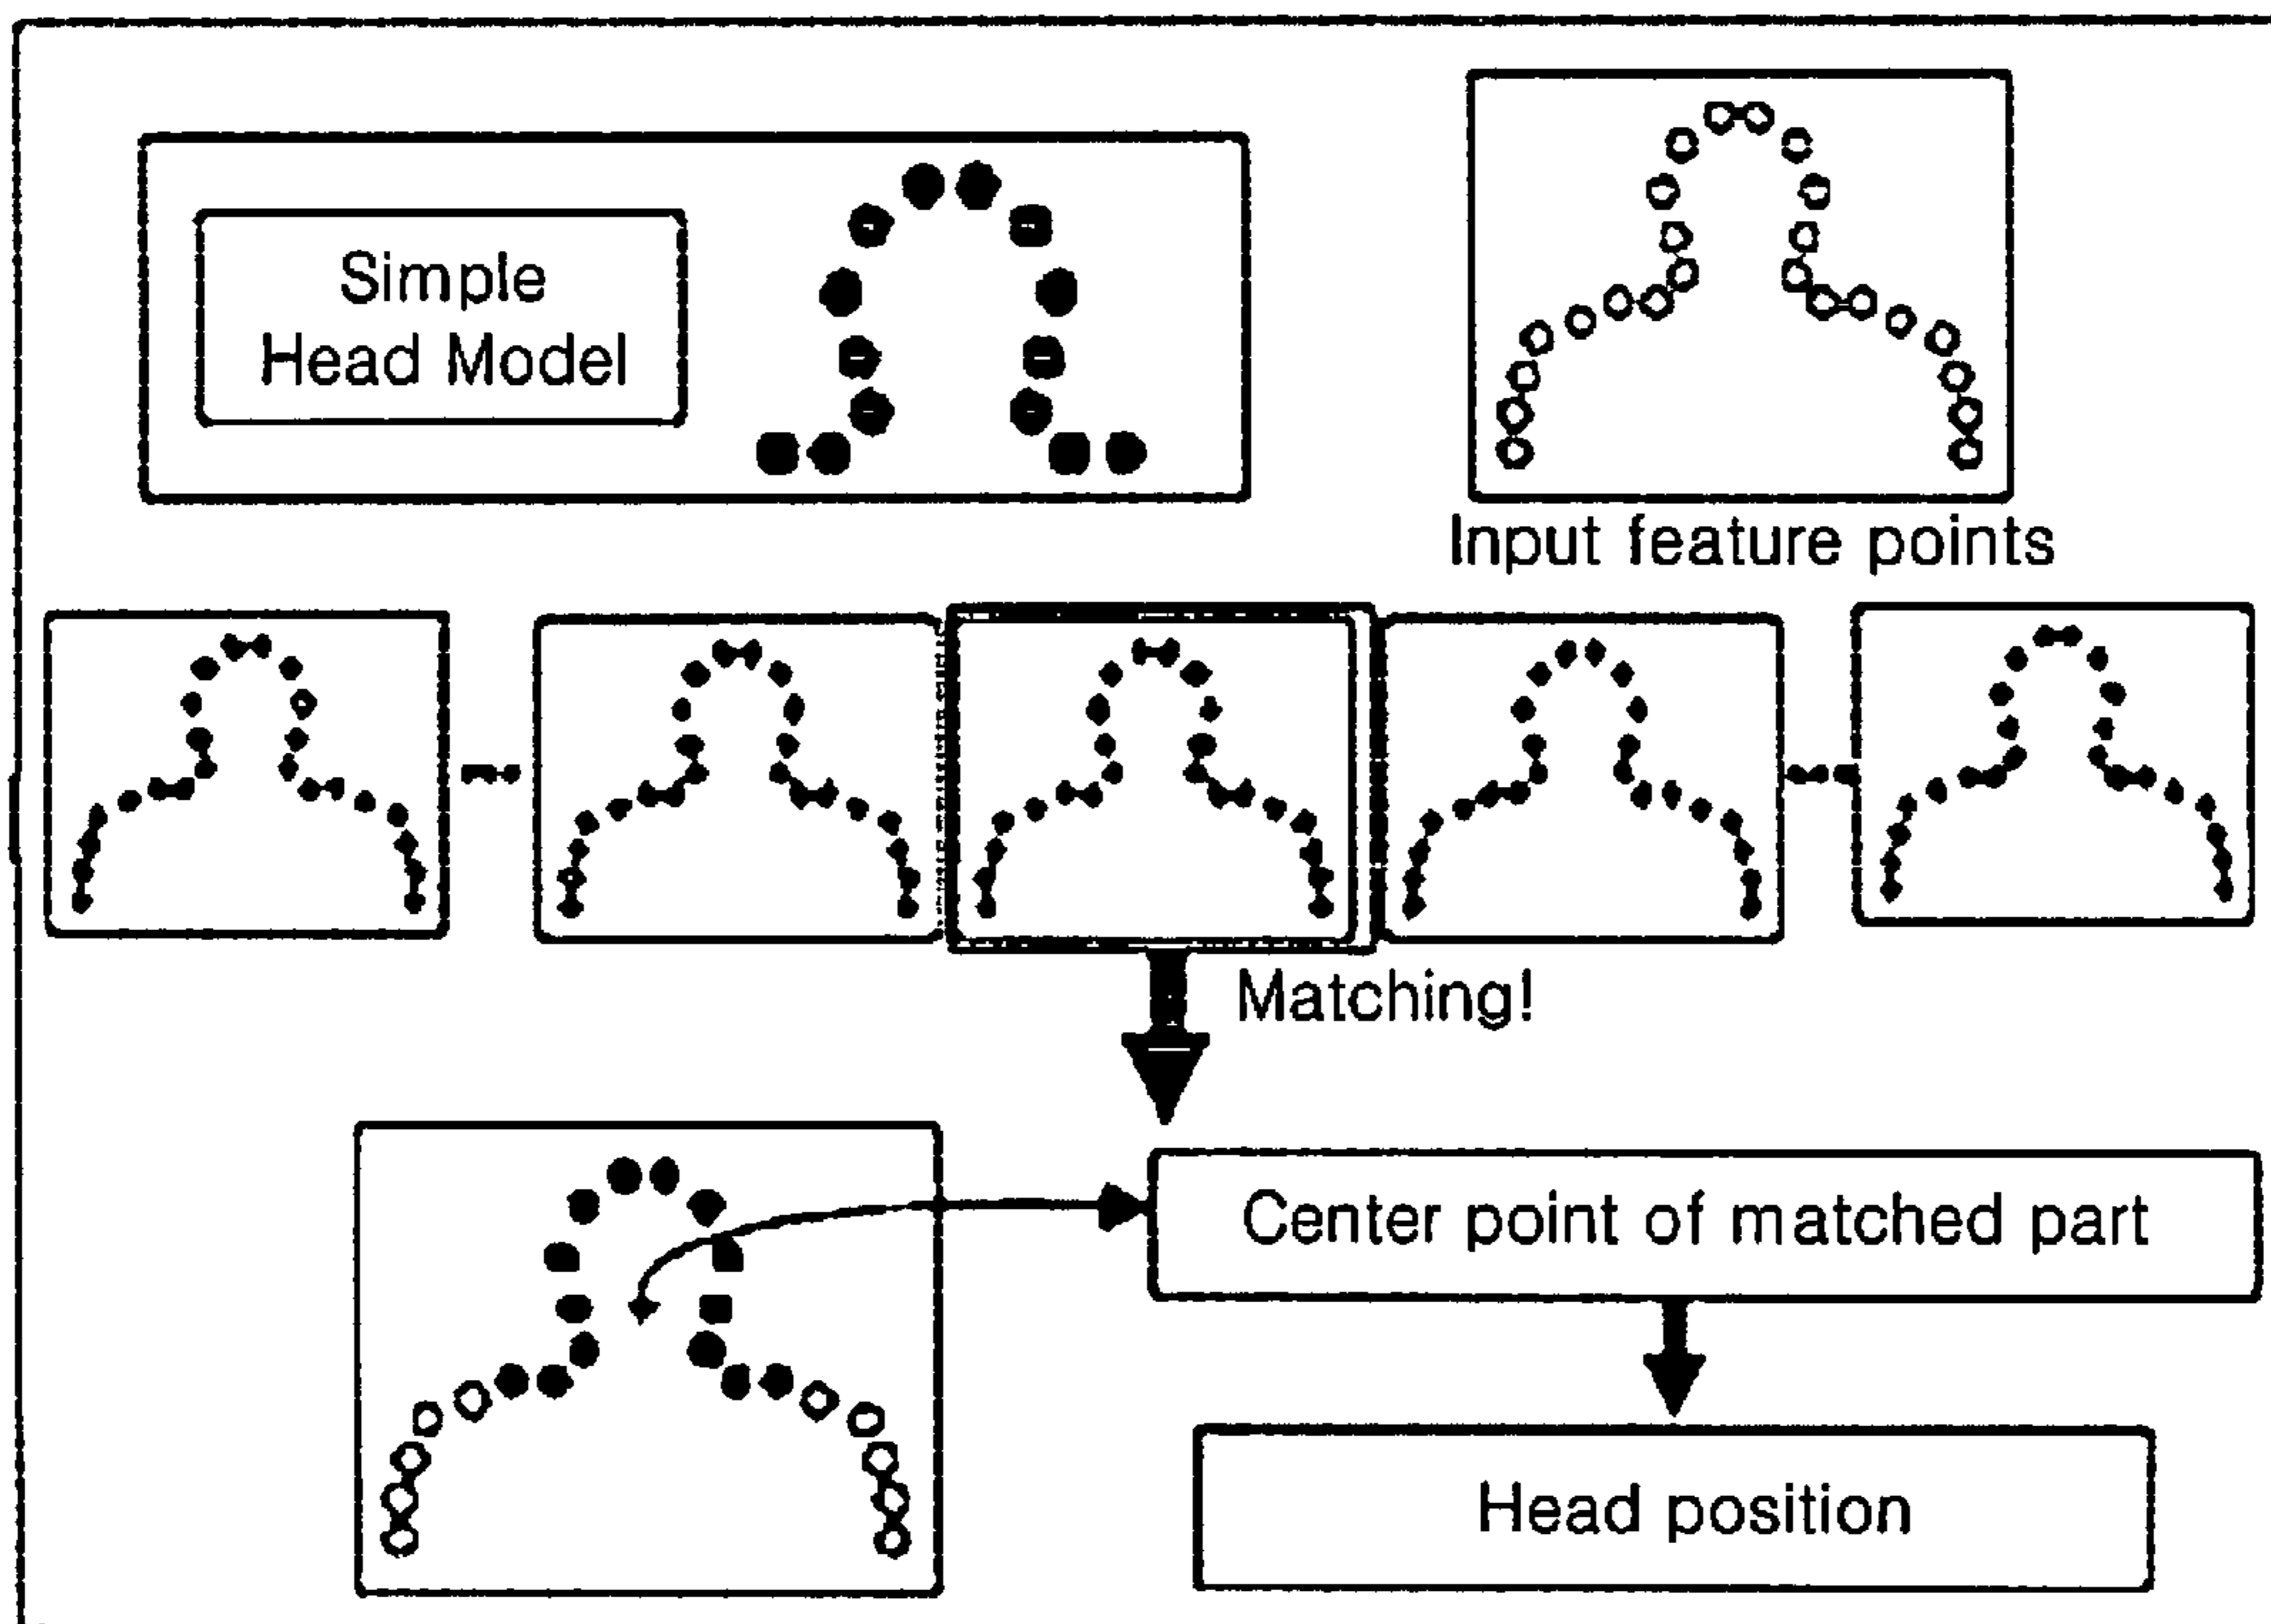 Simple
Head Model
Input feature points
Matching!
Center point of matched part
Head position